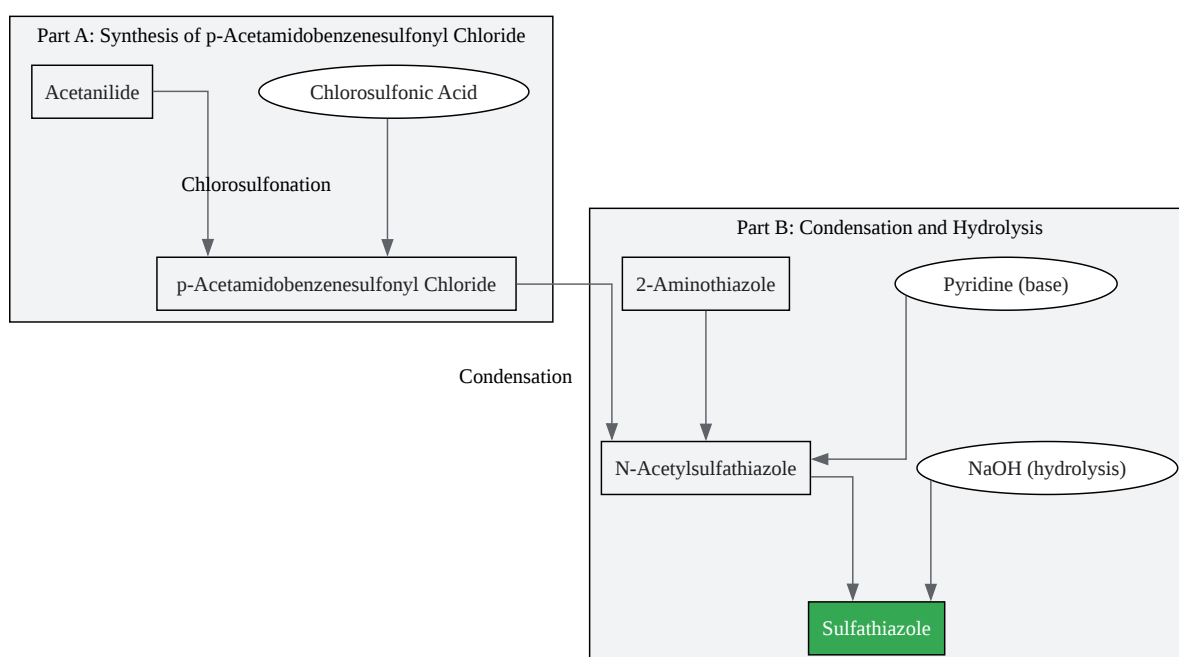 Part A: Synthesis of p-Acetamidobenzenesulfonyl Chloride
Acetanilide
Chlorosulfonic Acid
Chlorosulfonation
p-Acetamidobenzenesulfonyl Chloride
Part B: Condensation and Hydrolysis
2-Aminothiazole
Pyridine (base)
Condensation
N-Acetylsulfathiazole
NaOH (hydrolysis)
Sulfathiazole